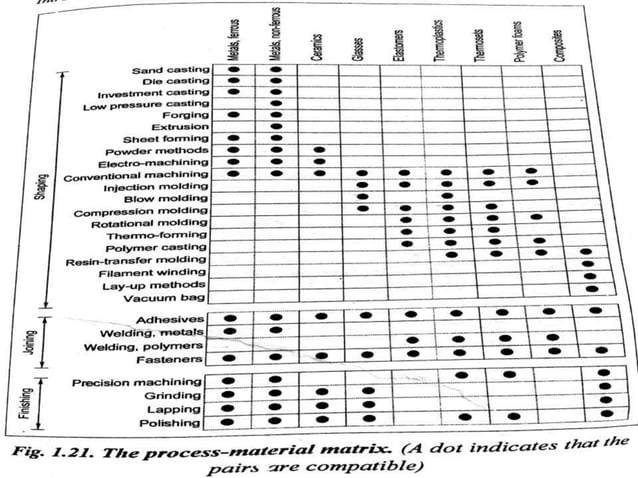 Metals, ferrous
Metals, non-ferrous
Ceramics
Glasses
Elastomers
Thermoplastics
Thermosets
Polymer foams
Composites
Shaping
Sand casting
Die casting
Investment casting
Low pressure casting
Forging
Extrusion
Sheet forming
Powder methods
Electro-machining
Conventional machining
Injection molding
Blow molding
Compression molding
Rotational molding
Thermo-forming
Polymer casting
Resin-transfer molding
Filament winding
Lay-up methods
Vacuum bag
Joining
Adhesives
Welding, metals
Welding, polymers
Fasteners
Finishing
Precision machining
Grinding
Lapping
Polishing
Fig. 1.21. The process-material matrix. (A dot indicates that the
pairs are compatible)